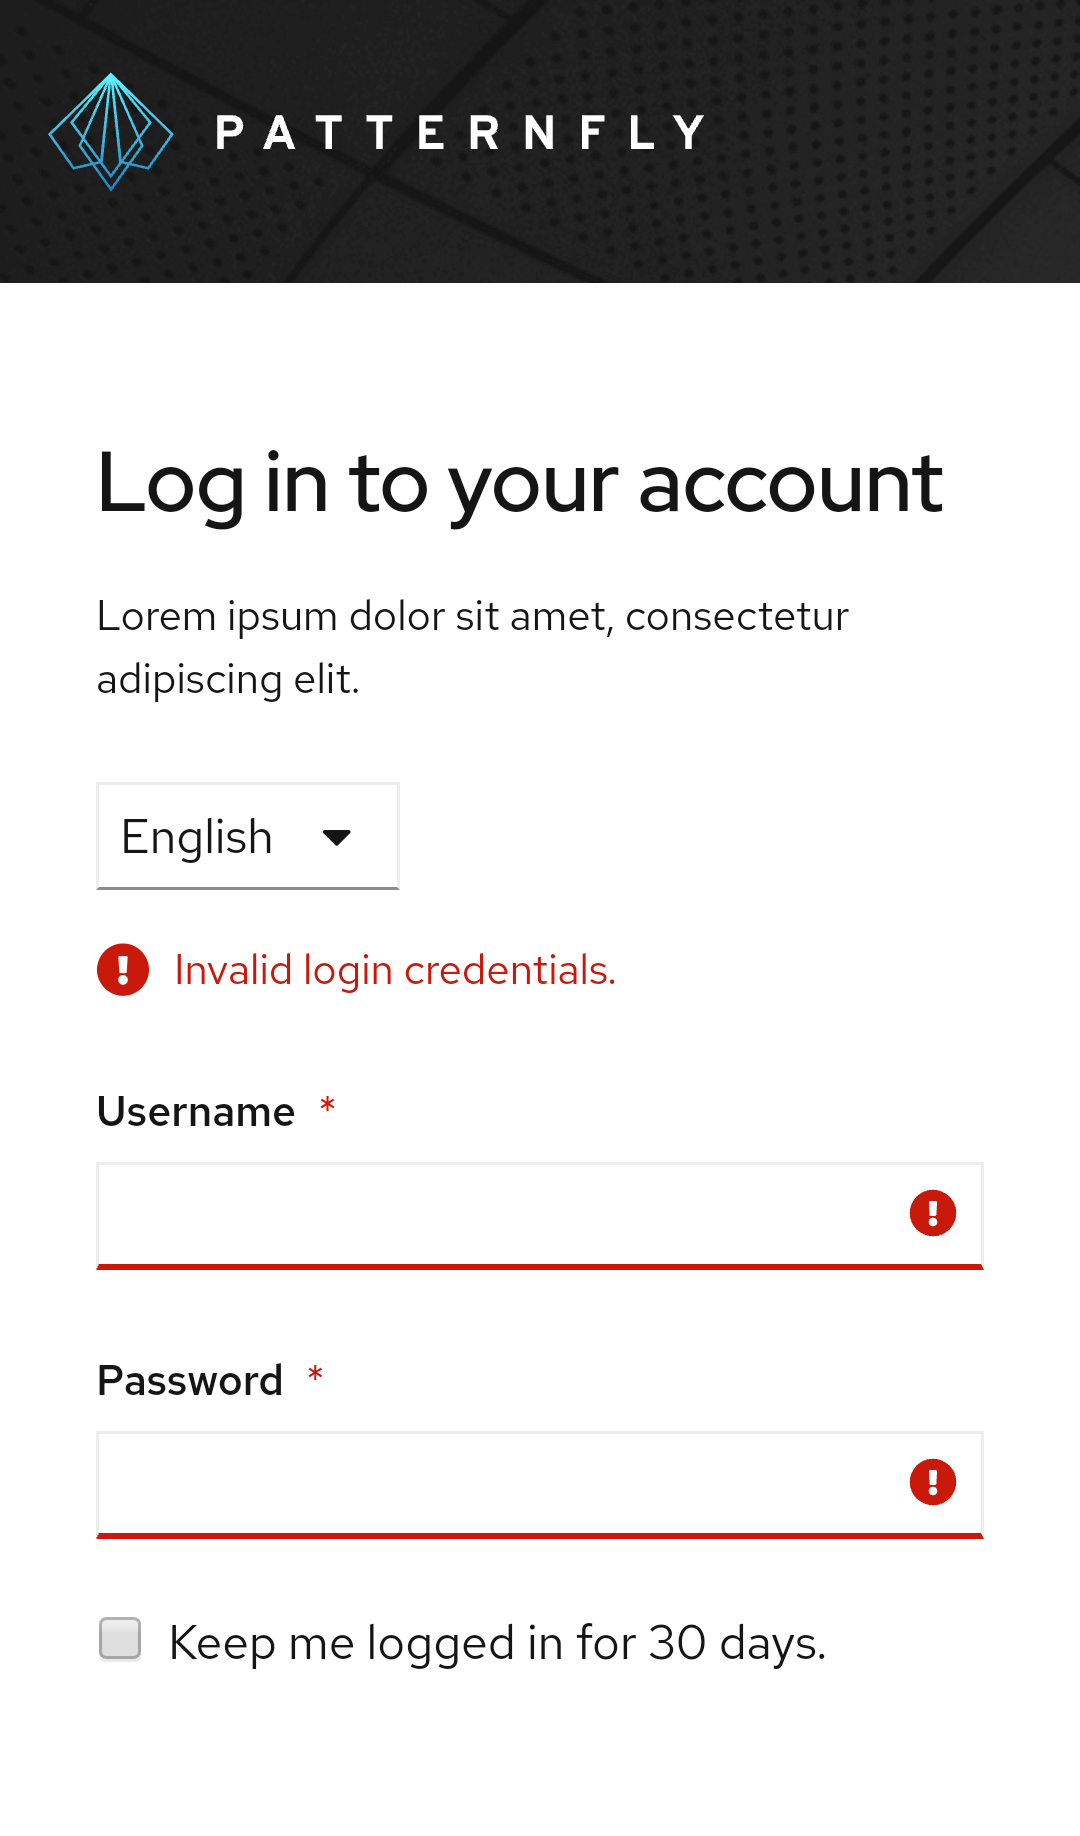 PATTERNFLY
Log in to your account
Lorem ipsum dolor sit amet, consectetur
adipiscing elit.
English
Invalid login credentials.
Username *
Password *
Keep me logged in for 30 days.